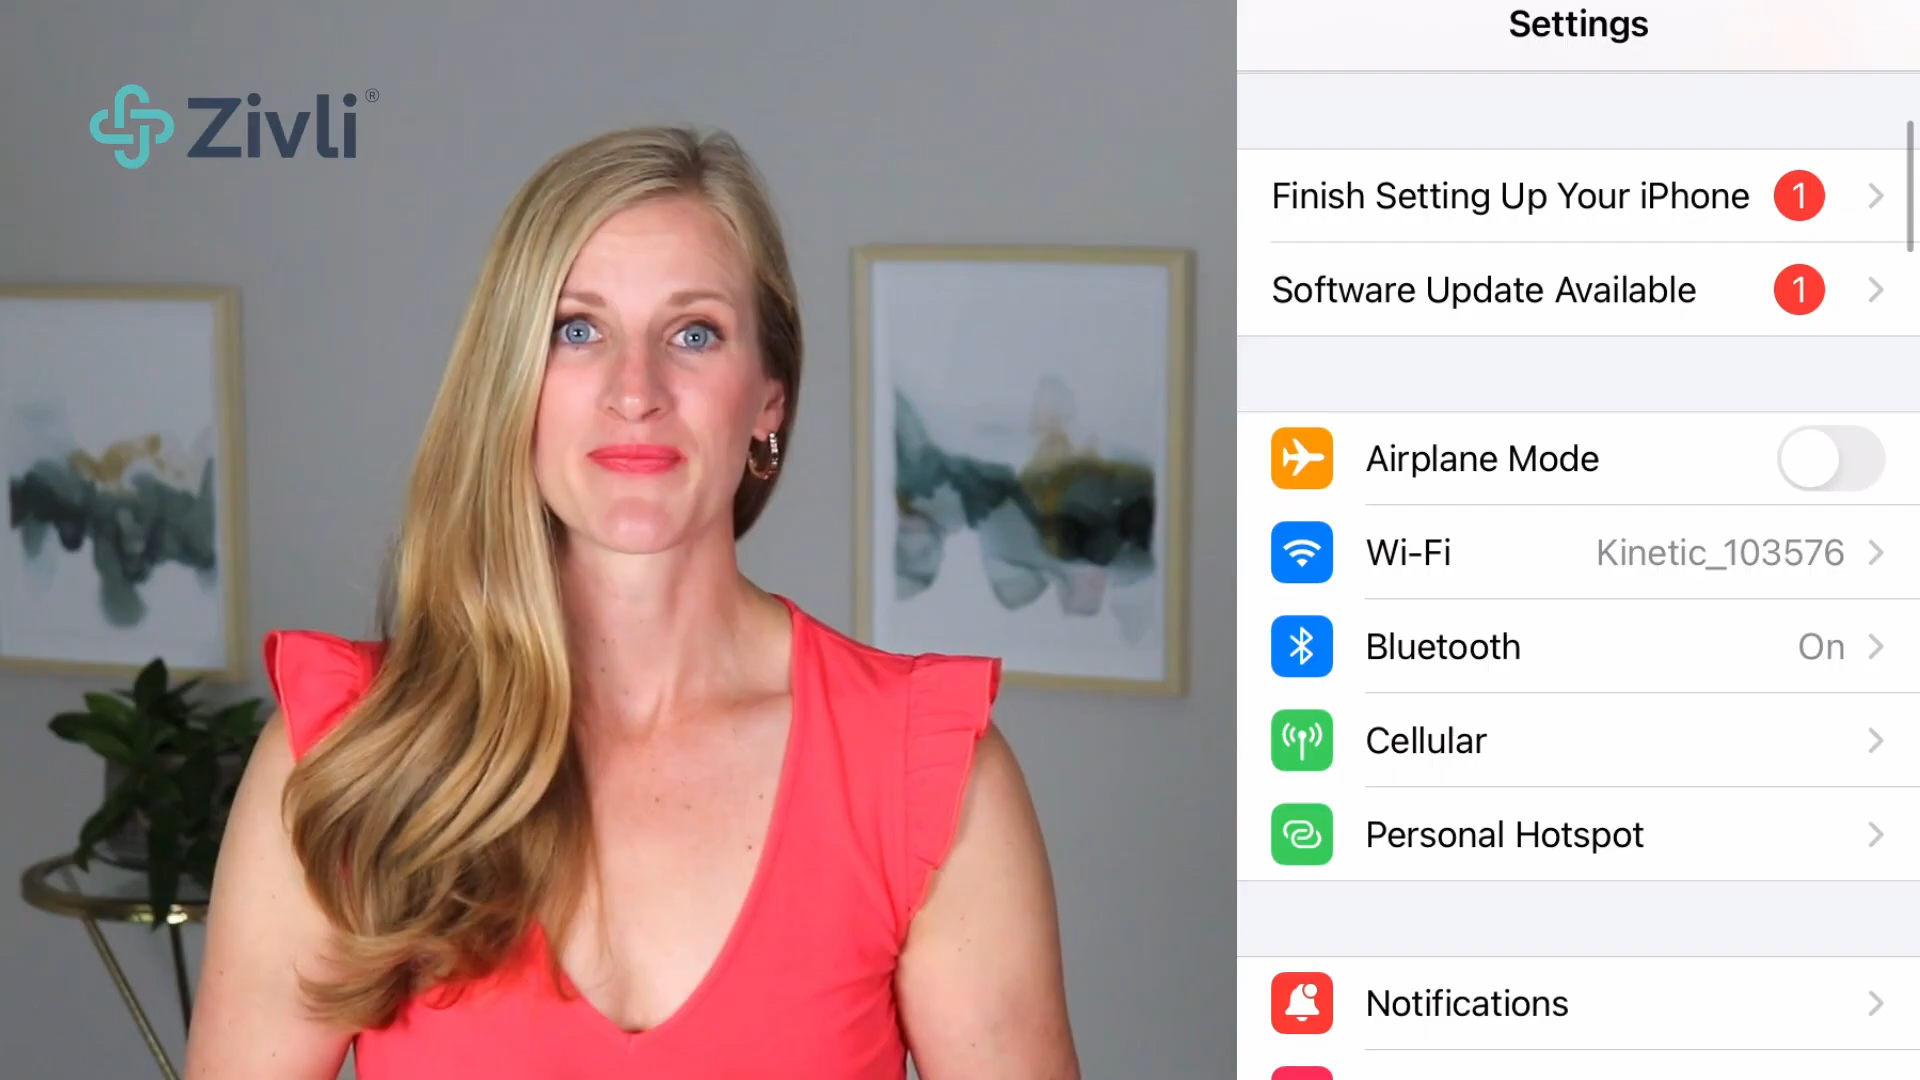 Zivli®
Settings
Finish Setting Up Your iPhone 1
Software Update Available 1
Airplane Mode
Wi-Fi Kinetic_103576
Bluetooth On
Cellular
Personal Hotspot
Notifications